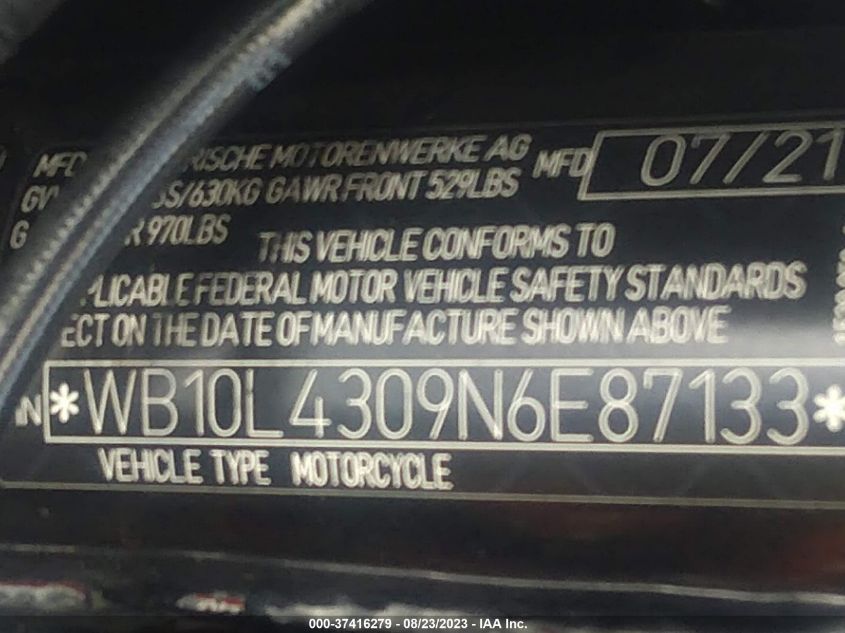 MFD RISCHE MOTORENWERKE AG MFD 07/21
GV S/630KG GAWR FRONT 529LBS
G R 970LBS
THIS VEHICLE CONFORMS TO
PLICABLE FEDERAL MOTOR VEHICLE SAFETY STANDARDS
ECT ON THE DATE OF MANUFACTURE SHOWN ABOVE
IN *WB10L4309N6E87133*
VEHICLE TYPE MOTORCYCLE
000-37416279 - 08/23/2023 - IAA Inc.